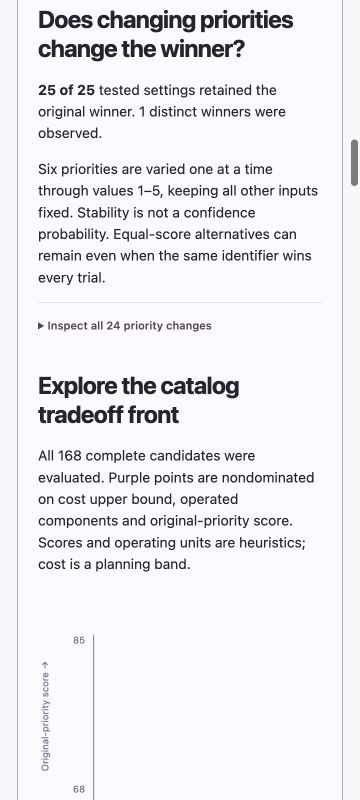 Does changing priorities
change the winner?
25 of 25 tested settings retained the
original winner. 1 distinct winners were
observed.
Six priorities are varied one at a time
through values 1–5, keeping all other inputs
fixed. Stability is not a confidence
probability. Equal-score alternatives can
remain even when the same identifier wins
every trial.
▶ Inspect all 24 priority changes
Explore the catalog
tradeoff front
All 168 complete candidates were
evaluated. Purple points are nondominated
on cost upper bound, operated
components and original-priority score.
Scores and operating units are heuristics;
cost is a planning band.
85
Original-priority score →
68